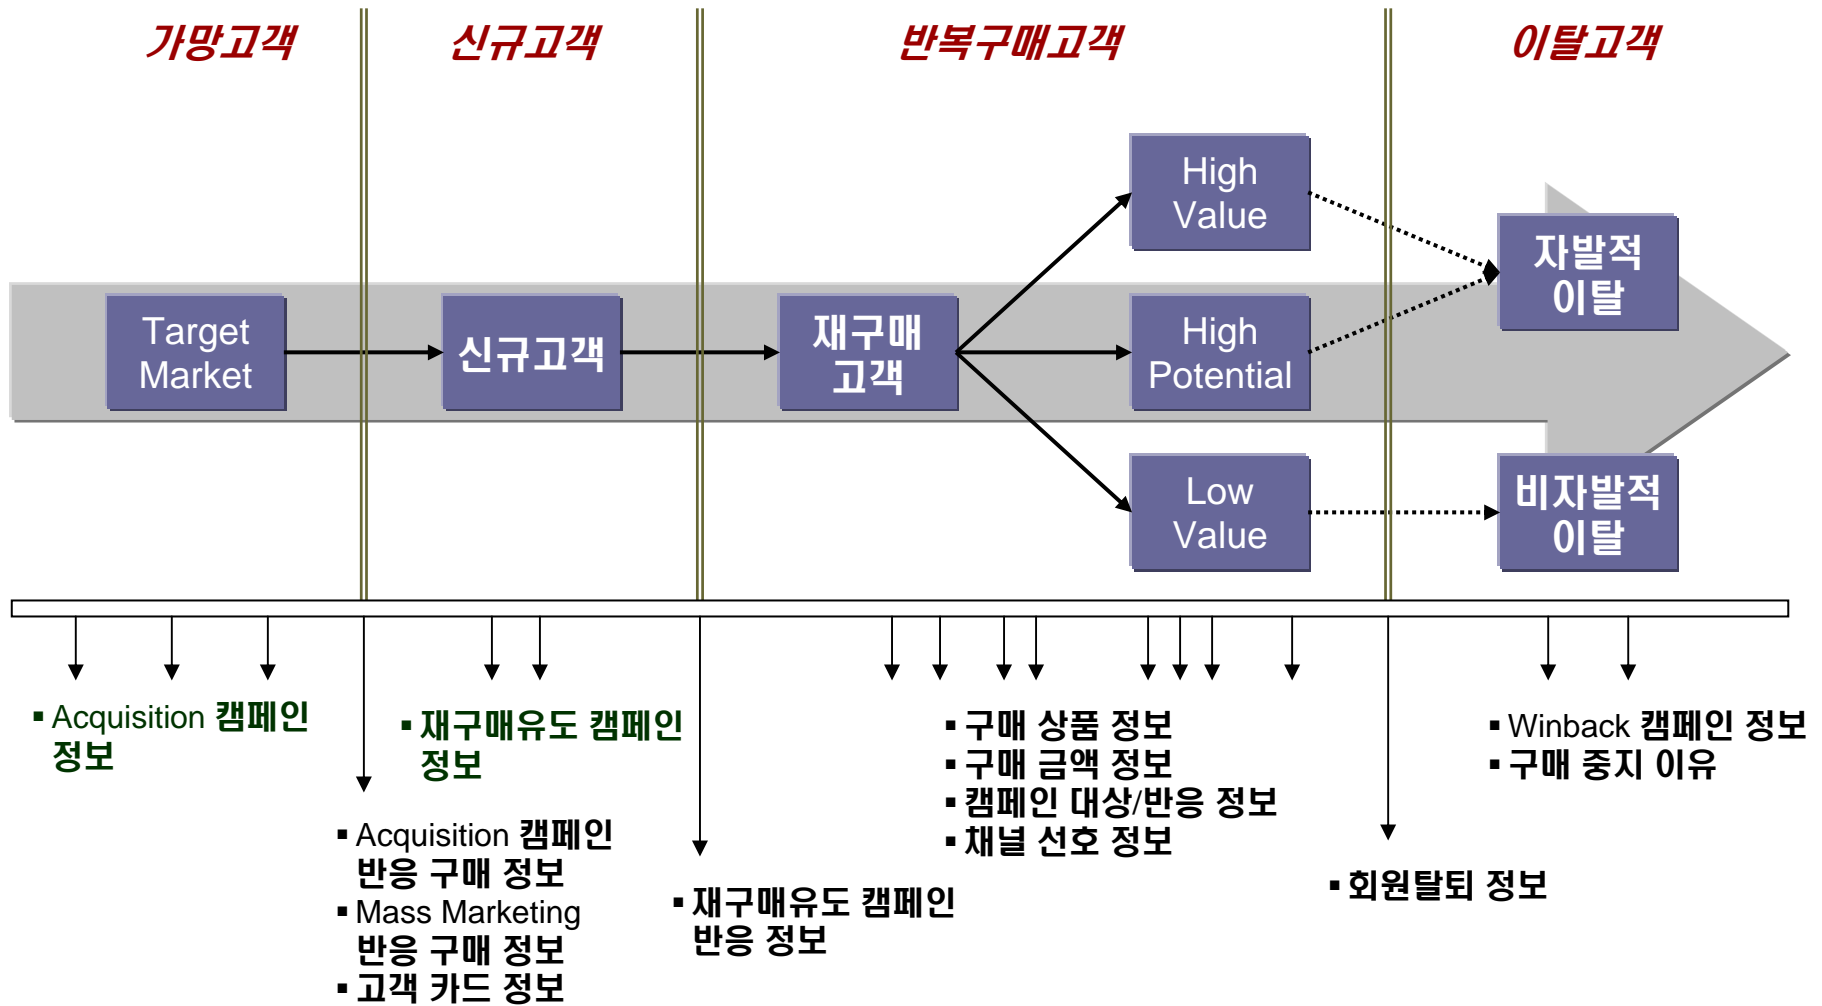 가망고객
신규고객
반복구매고객
이탈고객
Target
Market
신규고객
재구매
고객
High
Value
High
Potential
Low
Value
자발적
이탈
비자발적
이탈
▪ Acquisition 캠페인
정보
▪ Acquisition 캠페인
반응 구매 정보
▪ Mass Marketing
반응 구매 정보
▪ 고객 카드 정보
▪ 재구매유도 캠페인
정보
▪ 재구매유도 캠페인
반응 정보
▪ 구매 상품 정보
▪ 구매 금액 정보
▪ 캠페인 대상/반응 정보
▪ 채널 선호 정보
▪ 회원탈퇴 정보
▪ Winback 캠페인 정보
▪ 구매 중지 이유